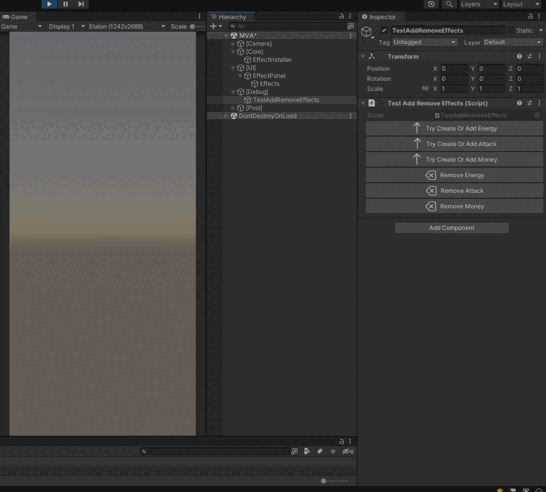 Game
Game Display 1 Etalon (1242x2688) Scale
Hierarchy
All
MVA*
[Camera]
[Core]
EffectInstaller
[UI]
EffectPanel
Effects
[Debug]
TestAddRemoveEffects
[Pool]
DontDestroyOnLoad
Layers Layout
Inspector
TestAddRemoveEffects Static
Tag Untagged Layer Default
Transform
Position X 0 Y 0 Z 0
Rotation X 0 Y 0 Z 0
Scale X 1 Y 1 Z 1
Test Add Remove Effects (Script)
Script TestAddRemoveEffects
Try Create Or Add Energy
Try Create Or Add Attack
Try Create Or Add Money
Remove Energy
Remove Attack
Remove Money
Add Component